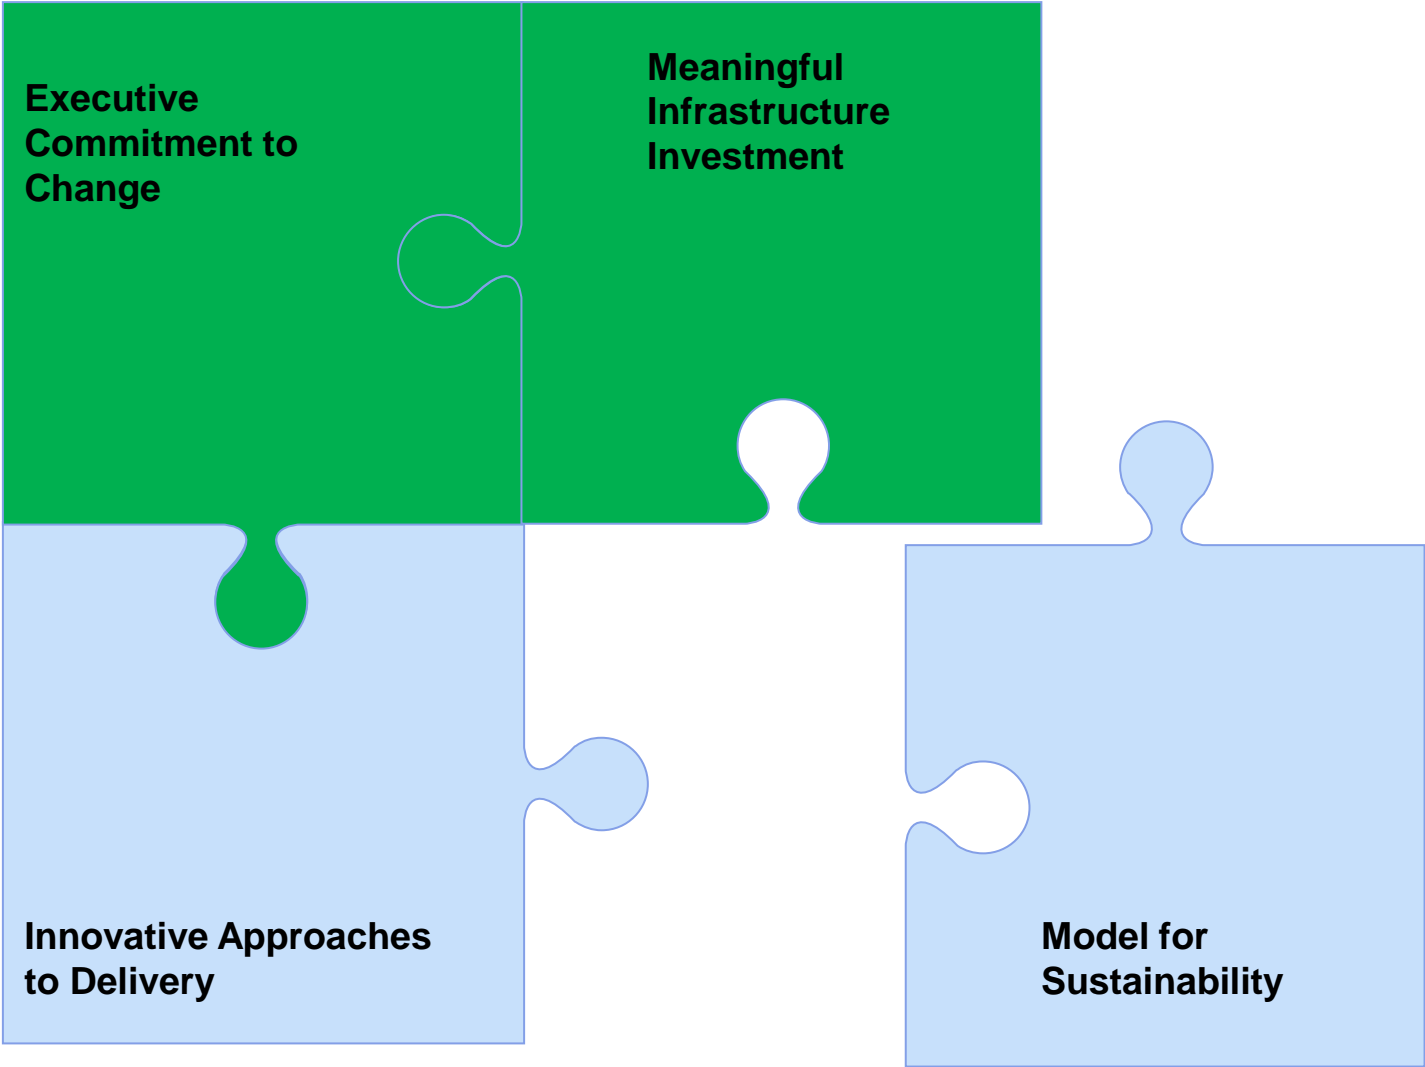 Executive
Commitment to
Change
Meaningful
Infrastructure
Investment
Innovative Approaches
to Delivery
Model for
Sustainability